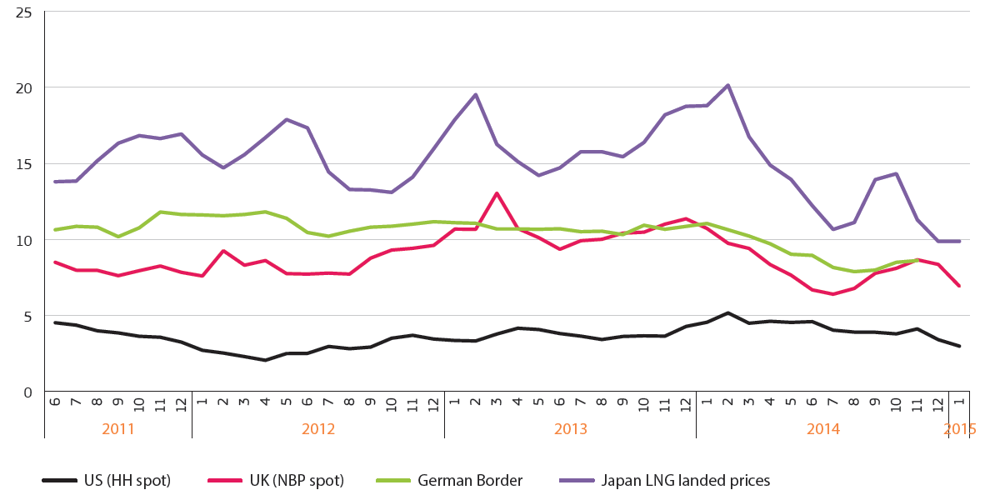 25
20
15
10
5
0
6 7 8 9 10 11 12 1 2 3 4 5 6 7 8 9 10 11 12 1 2 3 4 5 6 7 8 9 10 11 12 1 2 3 4 5 6 7 8 9 10 11 12 1
2011 2012 2013 2014 2015
US (HH spot) UK (NBP spot) German Border Japan LNG landed prices